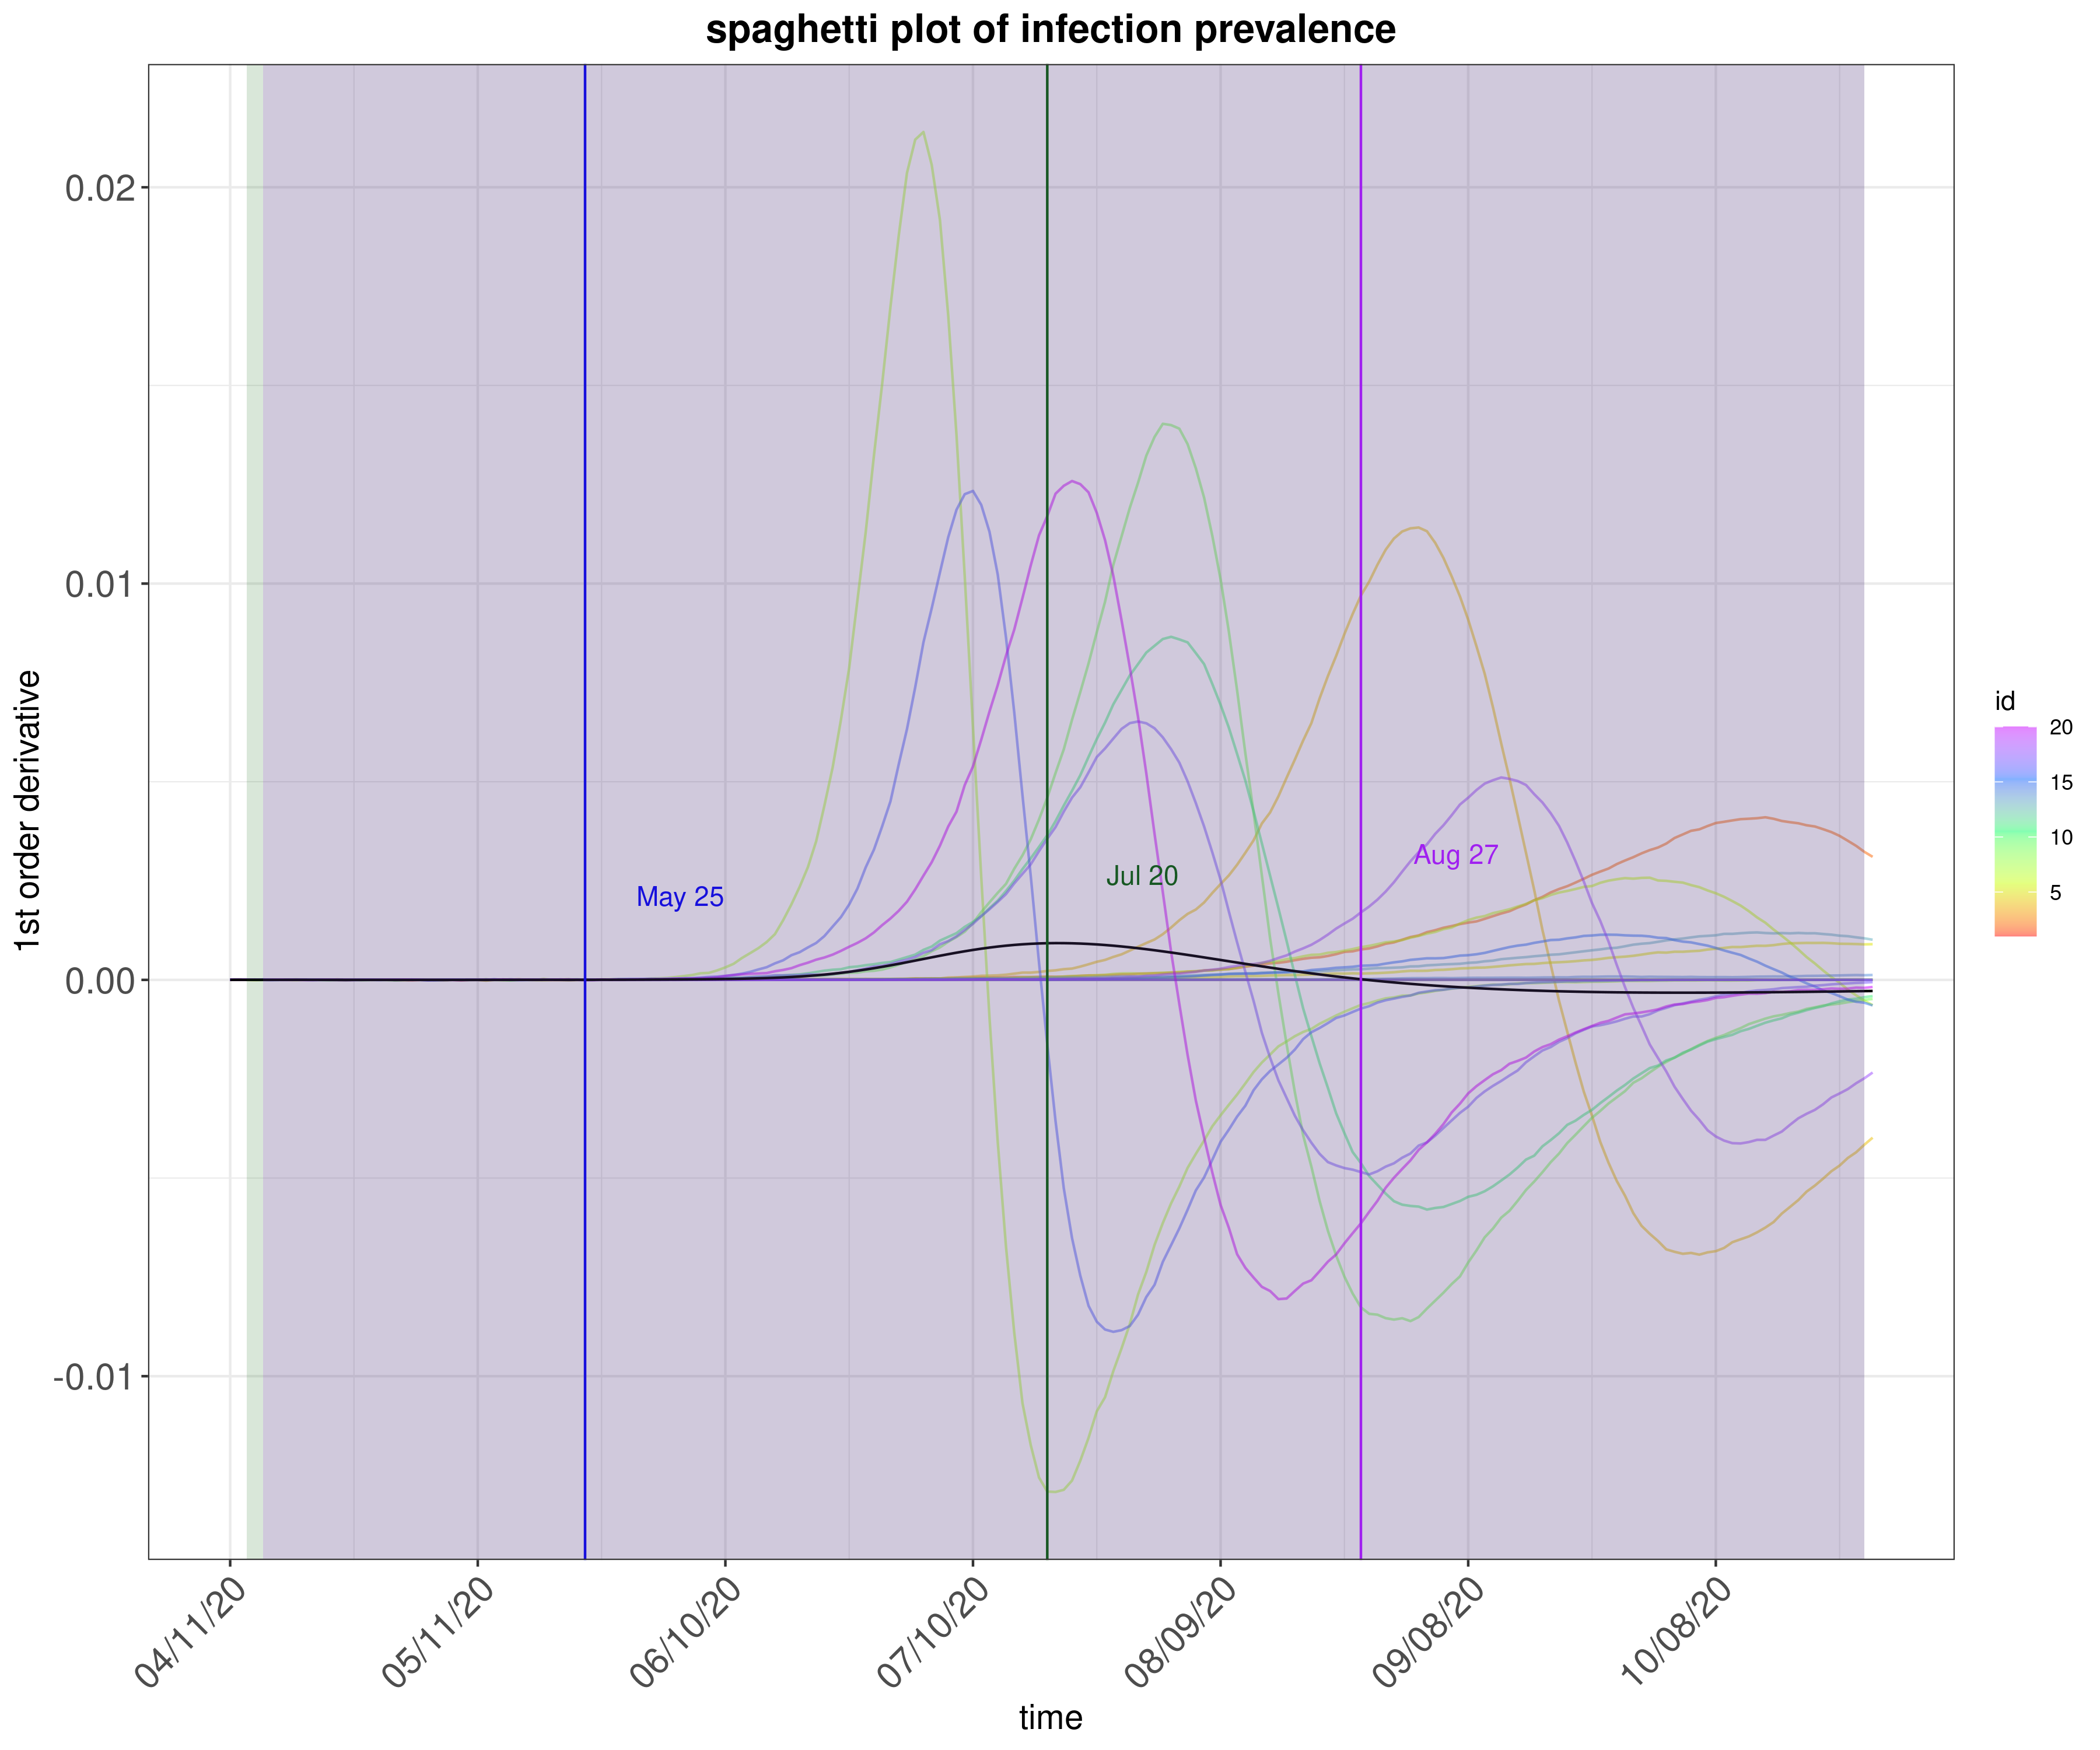 spaghetti plot of infection prevalence
1st order derivative
0.02
0.01
0.00
-0.01
May 25
Jul 20
Aug 27
id
20
15
10
5
04/11/20
05/11/20
06/10/20
07/10/20
08/09/20
09/08/20
10/08/20
time